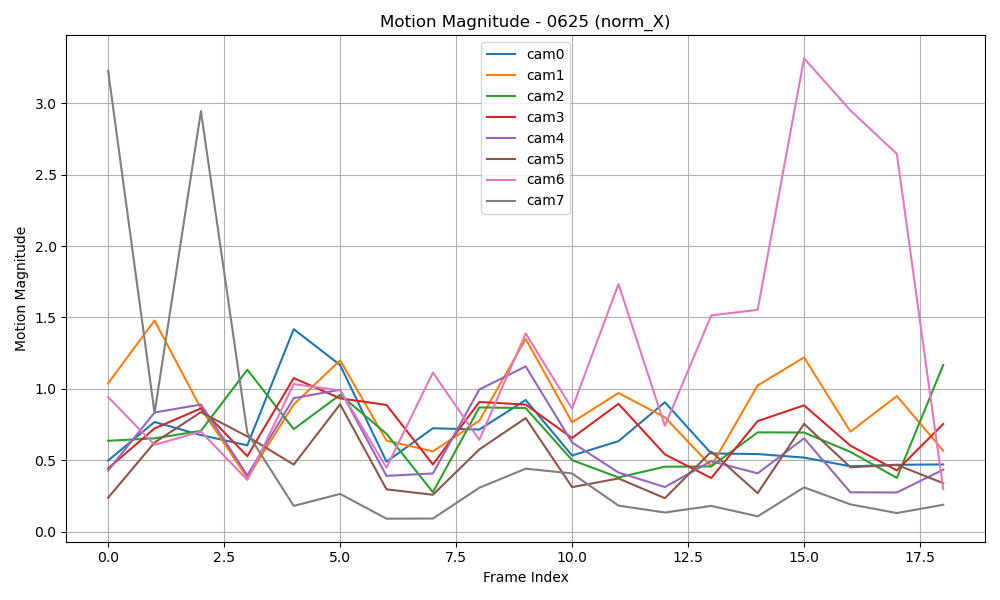 Motion Magnitude - 0625 (norm_X)
cam0
cam1
cam2
cam3
cam4
cam5
cam6
cam7
Motion Magnitude
3.0
2.5
2.0
1.5
1.0
0.5
0.0
0.0 2.5 5.0 7.5 10.0 12.5 15.0 17.5
Frame Index